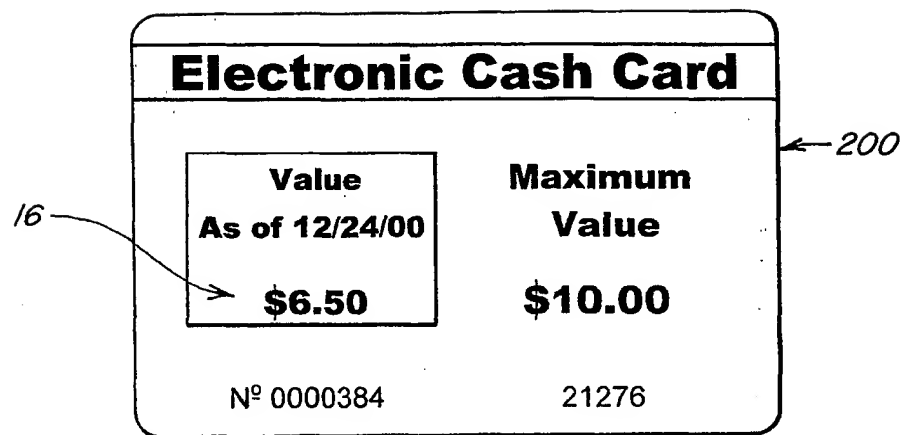 Electronic Cash Card
200
Value
As of 12/24/00
$6.50
Maximum
Value
$10.00
16
Nº 0000384
21276